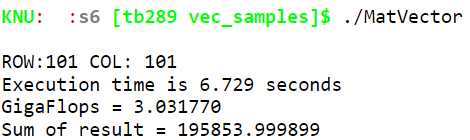 KNU:  :s6 [tb289 vec_samples]$ ./MatVector
ROW:101 COL: 101
Execution time is 6.729 seconds
GigaFlops = 3.031770
Sum of result = 195853.999899